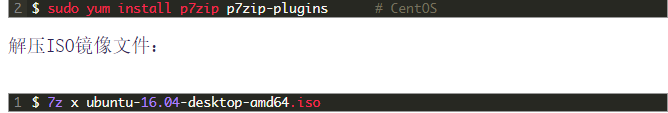 2 $ sudo yum install p7zip p7zip-plugins # CentOS
解压ISO镜像文件:
1 $ 7z x ubuntu-16.04-desktop-amd64.iso